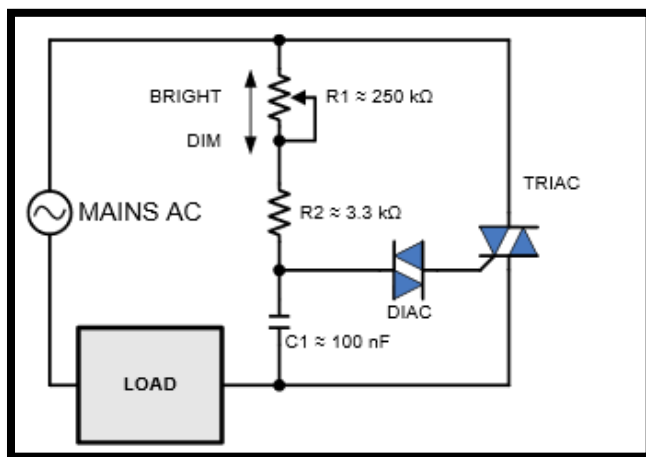 BRIGHT
R1 ≈ 250 kΩ
DIM
TRIAC
MAINS AC
R2 ≈ 3.3 kΩ
DIAC
C1 ≈ 100 nF
LOAD